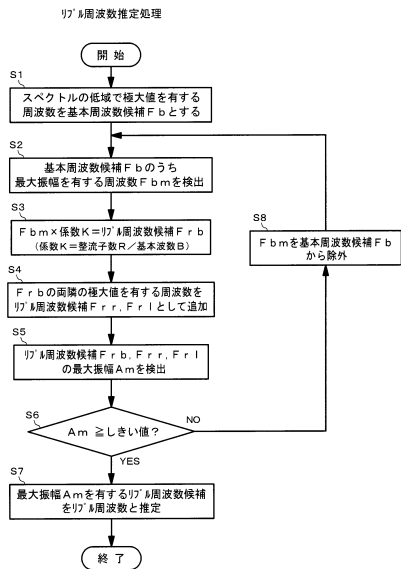 ﾘﾌﾟﾙ周波数推定処理
開 始
S1
スペクトルの低域で極大値を有する
周波数を基本周波数候補Ｆｂとする
S2
基本周波数候補Ｆｂのうち
最大振幅を有する周波数Ｆｂｍを検出
S3
Ｆｂｍ×係数Ｋ＝ﾘﾌﾟﾙ周波数候補Ｆｒｂ
(係数Ｋ＝整流子数Ｒ／基本波数Ｂ)
S8
Ｆｂｍを基本周波数候補Ｆｂ
から除外
S4
Ｆｒｂの両隣の極大値を有する周波数を
ﾘﾌﾟﾙ周波数候補Ｆｒｒ,Ｆｒｌとして追加
S5
ﾘﾌﾟﾙ周波数候補Ｆｒｂ,Ｆｒｒ,Ｆｒｌ
の最大振幅Ａｍを検出
S6
Ａｍ ≧しきい値？
NO
YES
S7
最大振幅Ａｍを有するﾘﾌﾟﾙ周波数候補
をﾘﾌﾟﾙ周波数と推定
終 了